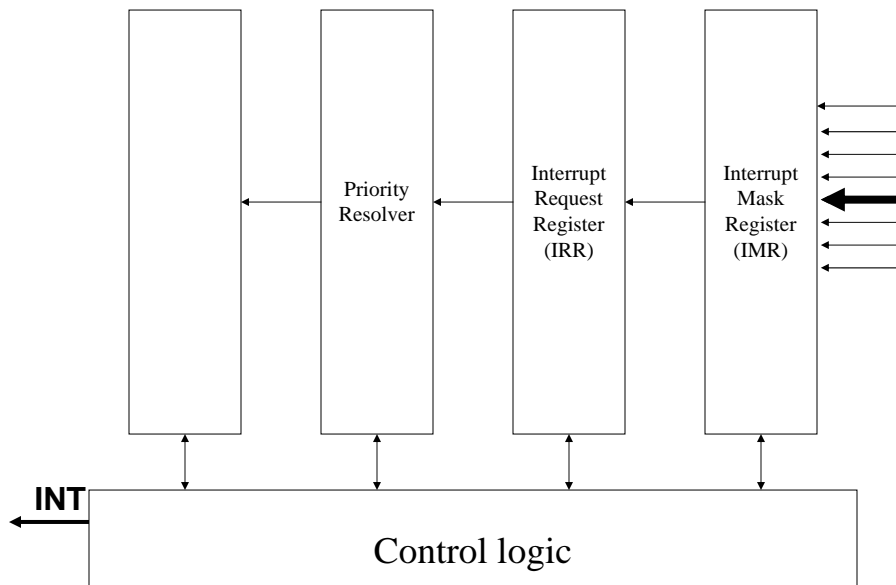 Priority
Resolver
Interrupt
Request
Register
(IRR)
Interrupt
Mask
Register
(IMR)
INT
Control logic